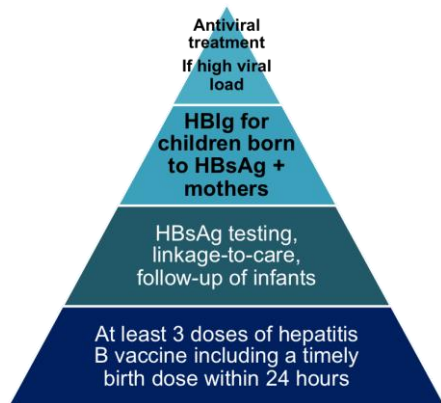 Antiviral
treatment
If high viral
load
HBIg for
children born
to HBsAg +
mothers
HBsAg testing,
linkage-to-care,
follow-up of infants
At least 3 doses of hepatitis
B vaccine including a timely
birth dose within 24 hours